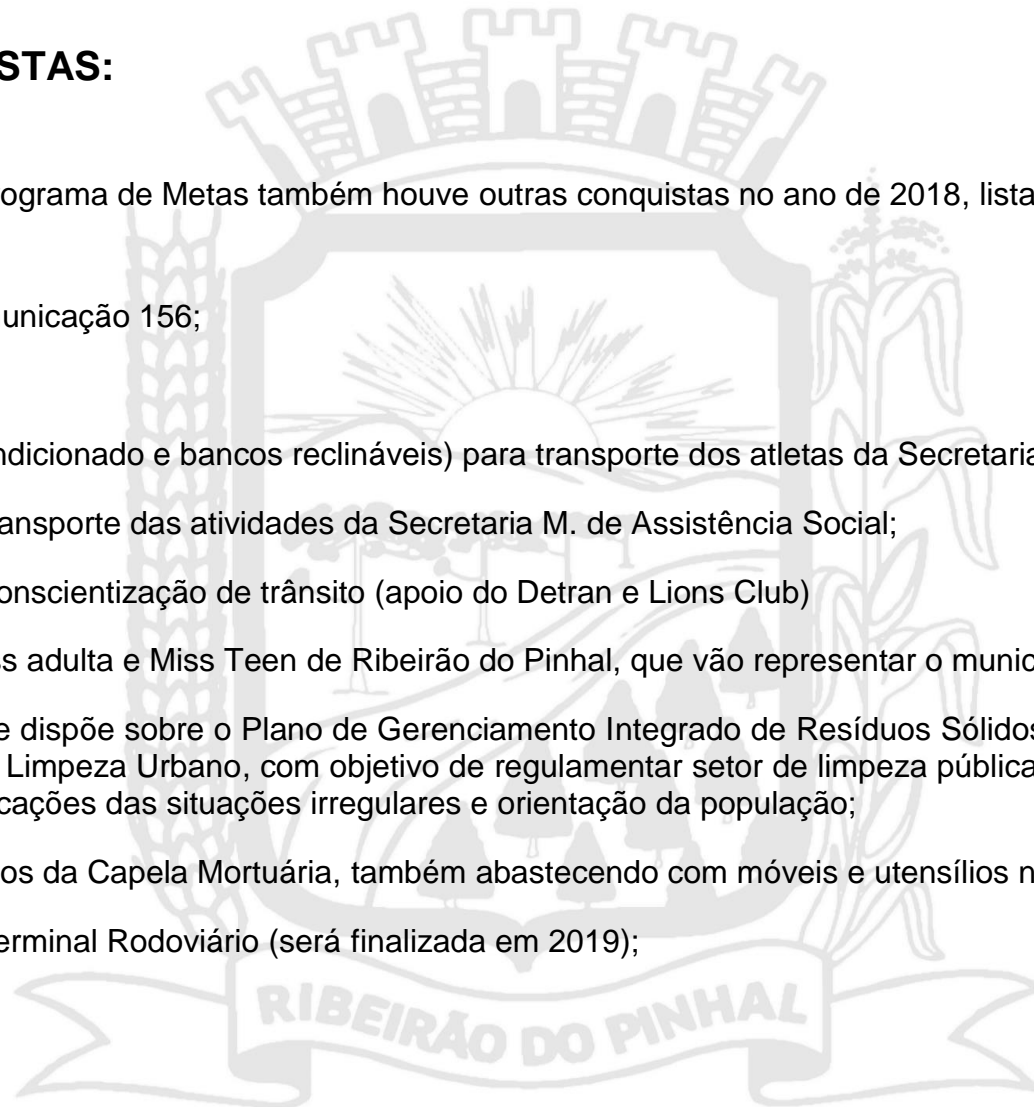 STAS:
ograma de Metas também houve outras conquistas no ano de 2018, lista
unicação 156;
ndicionado e bancos reclináveis) para transporte dos atletas da Secretaria
ansporte das atividades da Secretaria M. de Assistência Social;
onscientização de trânsito (apoio do Detran e Lions Club)
ss adulta e Miss Teen de Ribeirão do Pinhal, que vão representar o munic
e dispõe sobre o Plano de Gerenciamento Integrado de Resíduos Sólidos
Limpeza Urbano, com objetivo de regulamentar setor de limpeza pública
cações das situações irregulares e orientação da população;
os da Capela Mortuária, também abastecendo com móveis e utensílios n
erminal Rodoviário (será finalizada em 2019);
RIBEIRÃO DO PINHAL